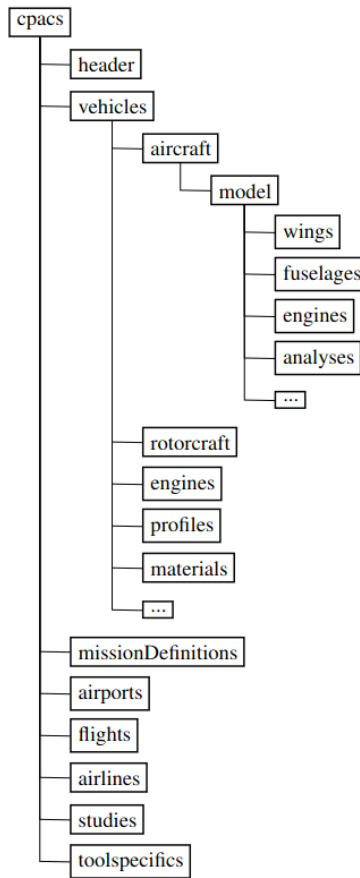 cpacs
header
vehicles
aircraft
model
wings
fuselages
engines
analyses
...
rotorcraft
engines
profiles
materials
...
missionDefinitions
airports
flights
airlines
studies
toolspecifics